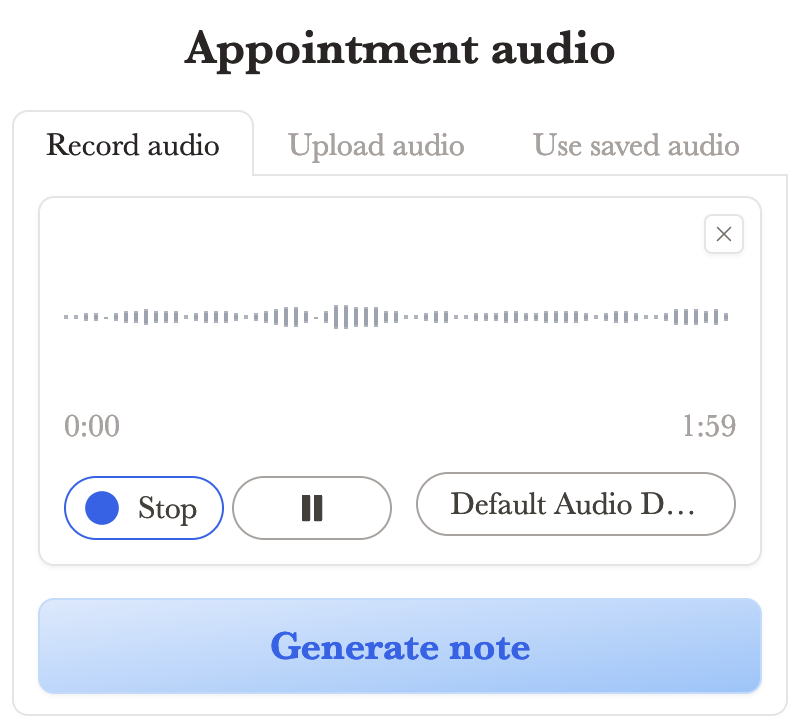 Appointment audio
Record audio Upload audio Use saved audio
0:00 1:59
Stop Default Audio D...
Generate note